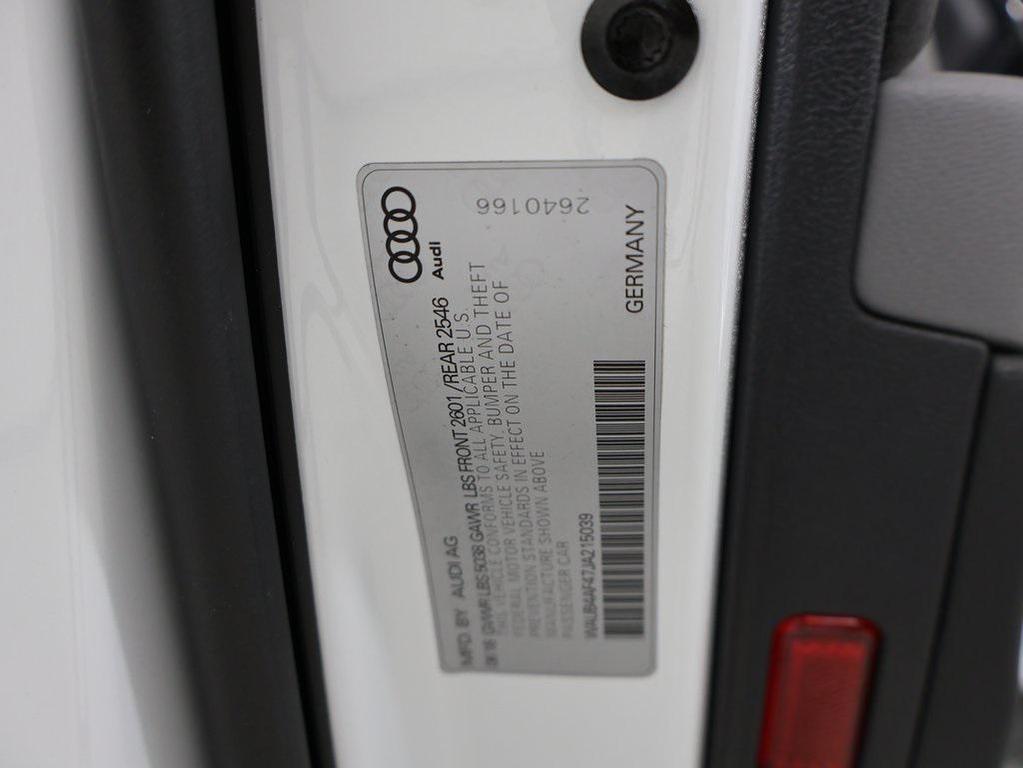 Audi
2640166
MFD. BY AUDI AG
GVWR LBS 5038 GAWR LBS FRONT 2601 / REAR 2546
THIS VEHICLE CONFORMS TO ALL APPLICABLE U.S.
FEDERAL MOTOR VEHICLE SAFETY, BUMPER AND THEFT
PREVENTION STANDARDS IN EFFECT ON THE DATE OF
MANUFACTURE SHOWN ABOVE
PASSENGER CAR
GERMANY